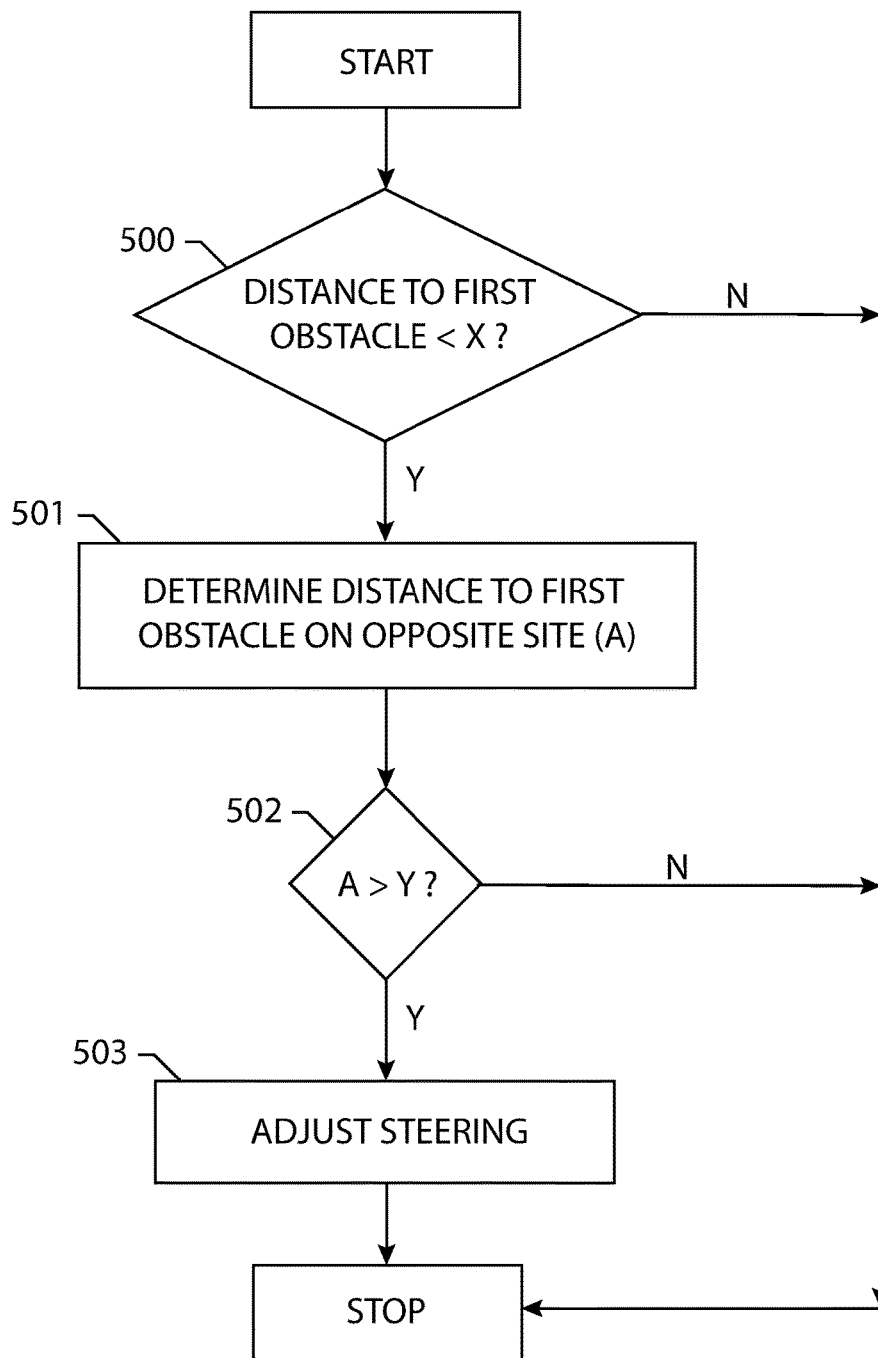 START
500
DISTANCE TO FIRST
OBSTACLE < X ?
N
Y
501
DETERMINE DISTANCE TO FIRST
OBSTACLE ON OPPOSITE SITE (A)
502
A > Y ?
N
Y
503
ADJUST STEERING
STOP